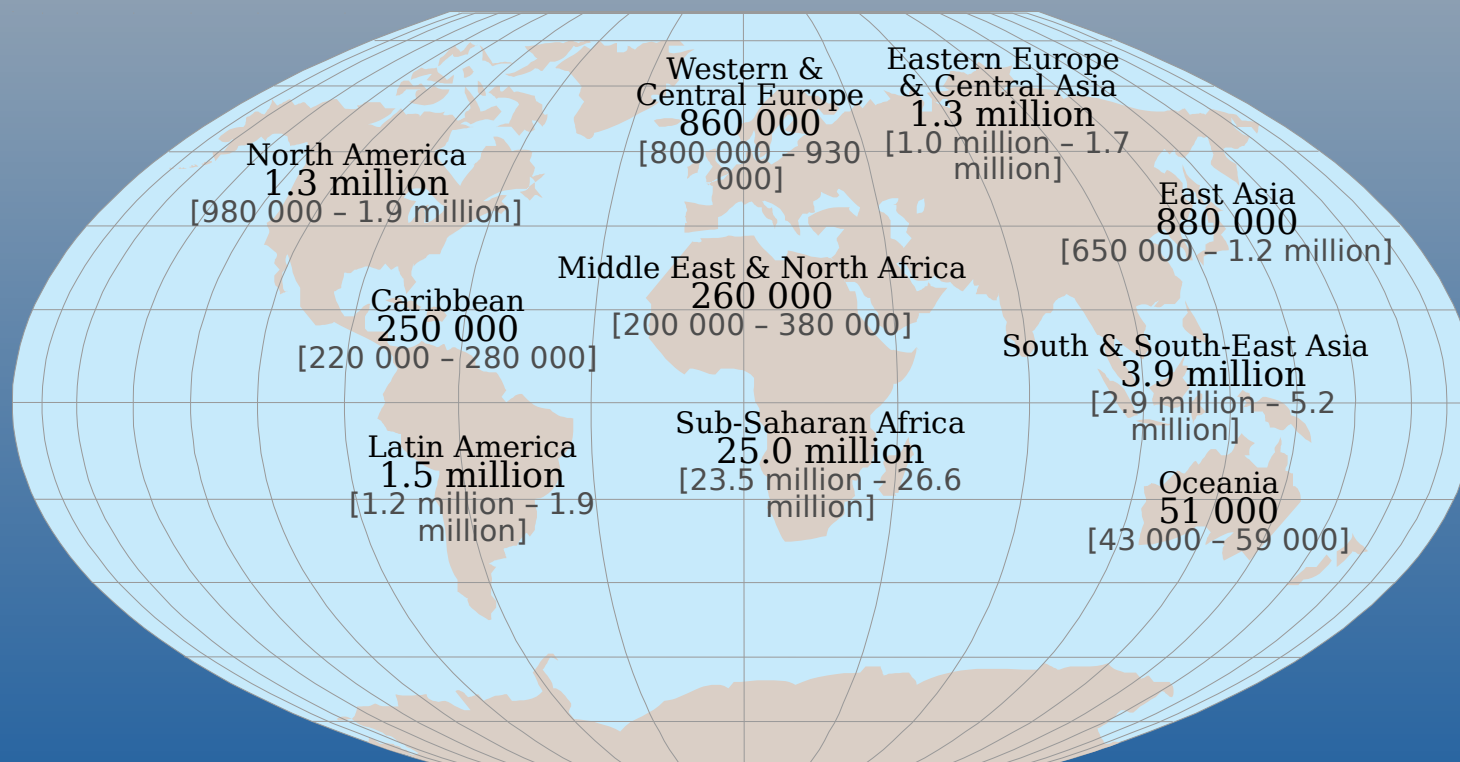 Western &
Central Europe
860 000
[800 000 – 930
000]
Eastern Europe
& Central Asia
1.3 million
[1.0 million – 1.7
million]
North America
1.3 million
[980 000 – 1.9 million]
East Asia
880 000
[650 000 – 1.2 million]
Middle East & North Africa
260 000
[200 000 – 380 000]
Caribbean
250 000
[220 000 – 280 000]
South & South-East Asia
3.9 million
[2.9 million – 5.2
million]
Sub-Saharan Africa
25.0 million
[23.5 million – 26.6
million]
Latin America
1.5 million
[1.2 million – 1.9
million]
Oceania
51 000
[43 000 – 59 000]